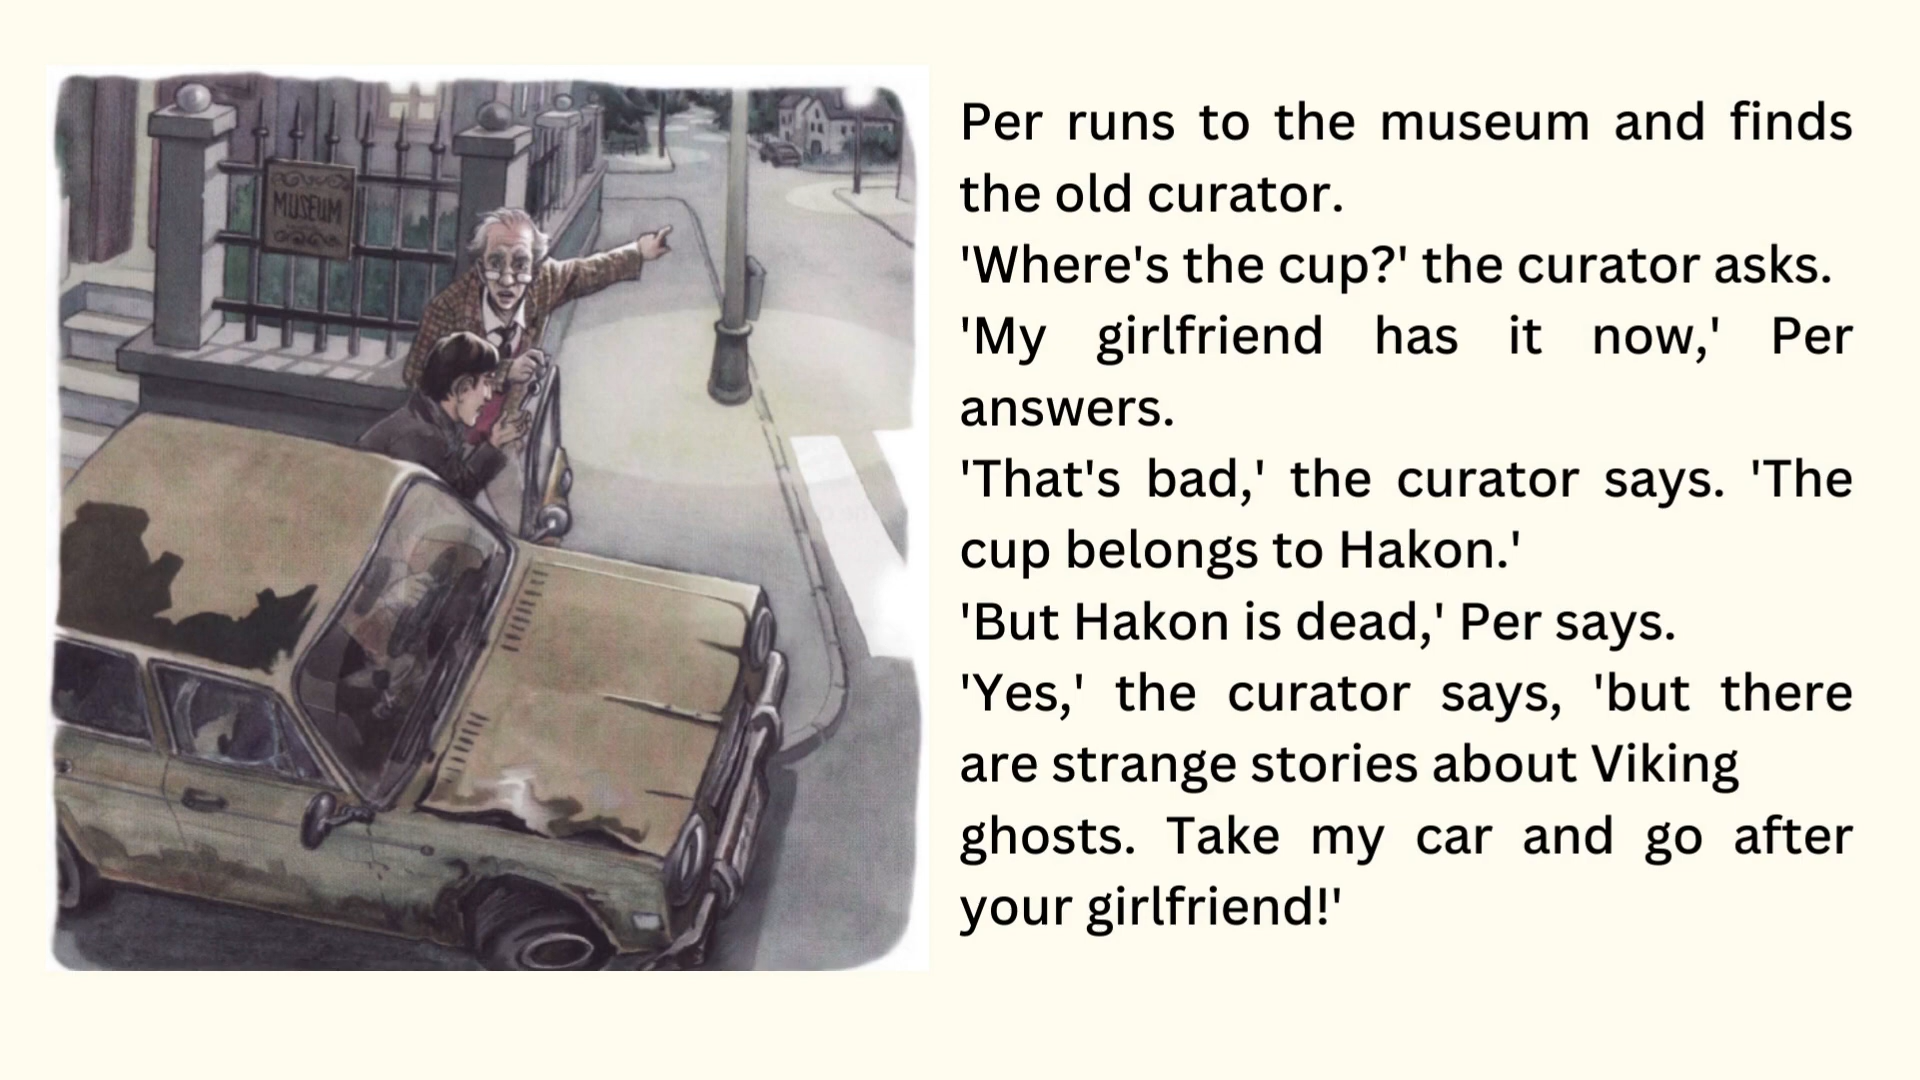 MUSEUM
Per runs to the museum and finds
the old curator.
'Where's the cup?' the curator asks.
'My girlfriend has it now,' Per
answers.
'That's bad,' the curator says. 'The
cup belongs to Hakon.'
'But Hakon is dead,' Per says.
'Yes,' the curator says, 'but there
are strange stories about Viking
ghosts. Take my car and go after
your girlfriend!'